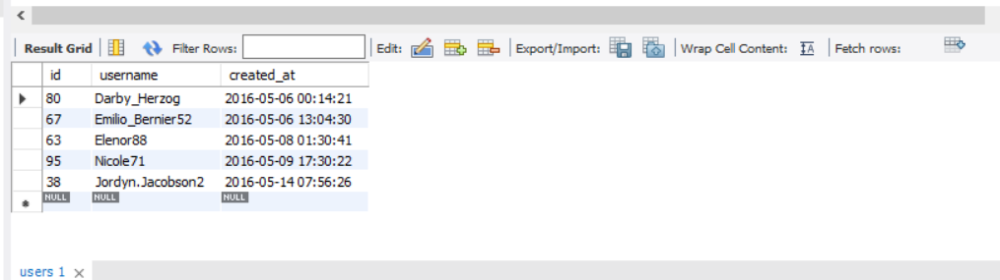 Result Grid Filter Rows: Edit: Export/Import: Wrap Cell Content: IA Fetch rows:
id username created_at
80 Darby_Herzog 2016-05-06 00:14:21
67 Emilio_Bernier52 2016-05-06 13:04:30
63 Elenor88 2016-05-08 01:30:41
95 Nicole71 2016-05-09 17:30:22
38 Jordyn.Jacobson2 2016-05-14 07:56:26
NULL NULL NULL
users 1